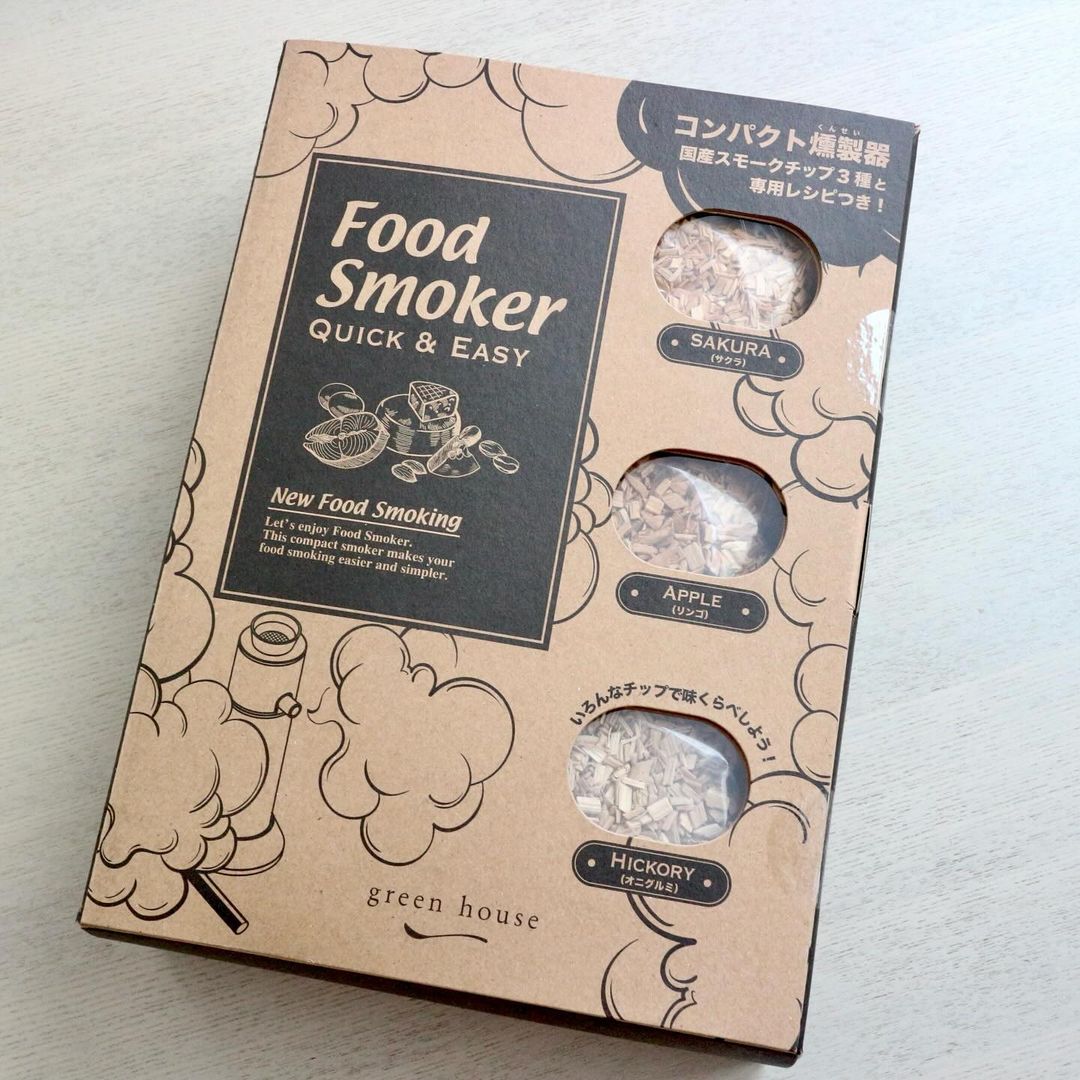 コンパクト燻製器
くんせい
国産スモークチップ3種と
専用レシピつき!
Food
Smoker
QUICK & EASY
New Food Smoking
Let's enjoy Food Smoker.
This compact smoker makes your
food smoking easier and simpler.
SAKURA
(サクラ)
APPLE
(リンゴ)
いろんなチップで味くらべしよう!
HICKORY
(オニグルミ)
green house